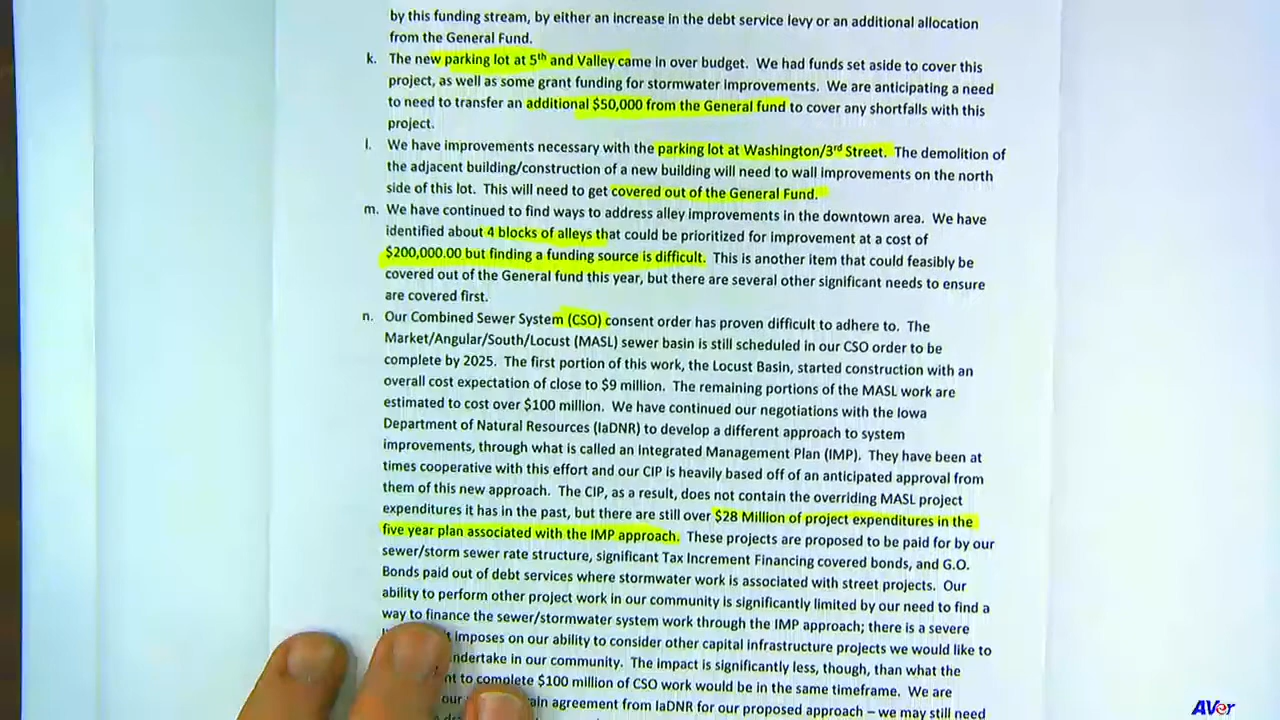 by this funding stream, by either an increase in the debt service levy or an additional allocation
from the General Fund.
k. The new parking lot at 5th and Valley came in over budget. We had funds set aside to cover this
project, as well as some grant funding for stormwater improvements. We are anticipating a need
to need to transfer an additional $50,000 from the General fund to cover any shortfalls with this
project.
l. We have improvements necessary with the parking lot at Washington/3rd Street. The demolition of
the adjacent building/construction of a new building will need to wall improvements on the north
side of this lot. This will need to get covered out of the General Fund.
m. We have continued to find ways to address alley improvements in the downtown area. We have
identified about 4 blocks of alleys that could be prioritized for improvement at a cost of
$200,000.00 but finding a funding source is difficult. This is another item that could feasibly be
covered out of the General fund this year, but there are several other significant needs to ensure
are covered first.
n. Our Combined Sewer System (CSO) consent order has proven difficult to adhere to. The
Market/Angular/South/Locust (MASL) sewer basin is still scheduled in our CSO order to be
complete by 2025. The first portion of this work, the Locust Basin, started construction with an
overall cost expectation of close to $9 million. The remaining portions of the MASL work are
estimated to cost over $100 million. We have continued our negotiations with the Iowa
Department of Natural Resources (IaDNR) to develop a different approach to system
improvements, through what is called an Integrated Management Plan (IMP). They have been at
times cooperative with this effort and our CIP is heavily based off of an anticipated approval from
them of this new approach. The CIP, as a result, does not contain the overriding MASL project
expenditures it has in the past, but there are still over $28 Million of project expenditures in the
five year plan associated with the IMP approach. These projects are proposed to be paid for by our
sewer/storm sewer rate structure, significant Tax Increment Financing covered bonds, and G.O.
Bonds paid out of debt services where stormwater work is associated with street projects. Our
ability to perform other project work in our community is significantly limited by our need to find a
way to finance the sewer/stormwater system work through the IMP approach; there is a severe
imposes on our ability to consider other capital infrastructure projects we would like to
in our community. The impact is significantly less, though, than what the
to complete $100 million of CSO work would be in the same timeframe. We are
our agreement from IaDNR for our proposed approach – we may still need
AVer